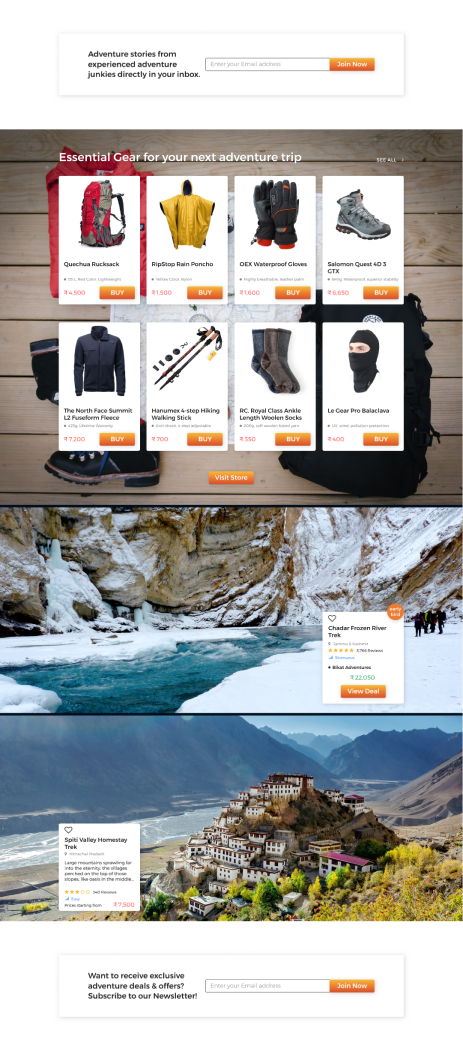 Adventure stories from
experienced adventure
junkies directly in your inbox.
Enter your Email address
Join Now
Essential Gear for your next adventure trip
SEE ALL
Quechua Rucksack
50 L, Red Color, Lightweight
₹4,500
BUY
RipStop Rain Poncho
Yellow Color, Nylon
₹1,500
BUY
OEX Waterproof Gloves
Highly breathable, leather palm
₹1,600
BUY
Salomon Quest 4D 3
GTX
Waterproof, superior stability
₹6,650
BUY
The North Face Summit
L2 Fuseform Fleece
425g, Lifetime Warranty
₹7,200
BUY
Hanumex 4-step Hiking
Walking Stick
Anti shock, 4 step adjustable
₹700
BUY
RC. Royal Class Ankle
Length Woolen Socks
300g, soft woolen towel yarn
₹350
BUY
Le Gear Pro Balaclava
UV, wind, pollution protection
₹400
BUY
Visit Store
early
bird
Chadar Frozen River
Trek
Jammu & Kashmir
Reviews
Strenuous
Bikat Adventures
₹22,050
View Deal
Spiti Valley Homestay
Trek
Himachal Pradesh
Large mountains sprawling far
into the eternity, the villages
perched on the top of those
slopes, like oasis in the middle...
340 Reviews
Easy
Prices Starting from
₹7,500
Want to receive exclusive
adventure deals & offers?
Subscribe to our Newsletter!
Enter your Email address
Join Now